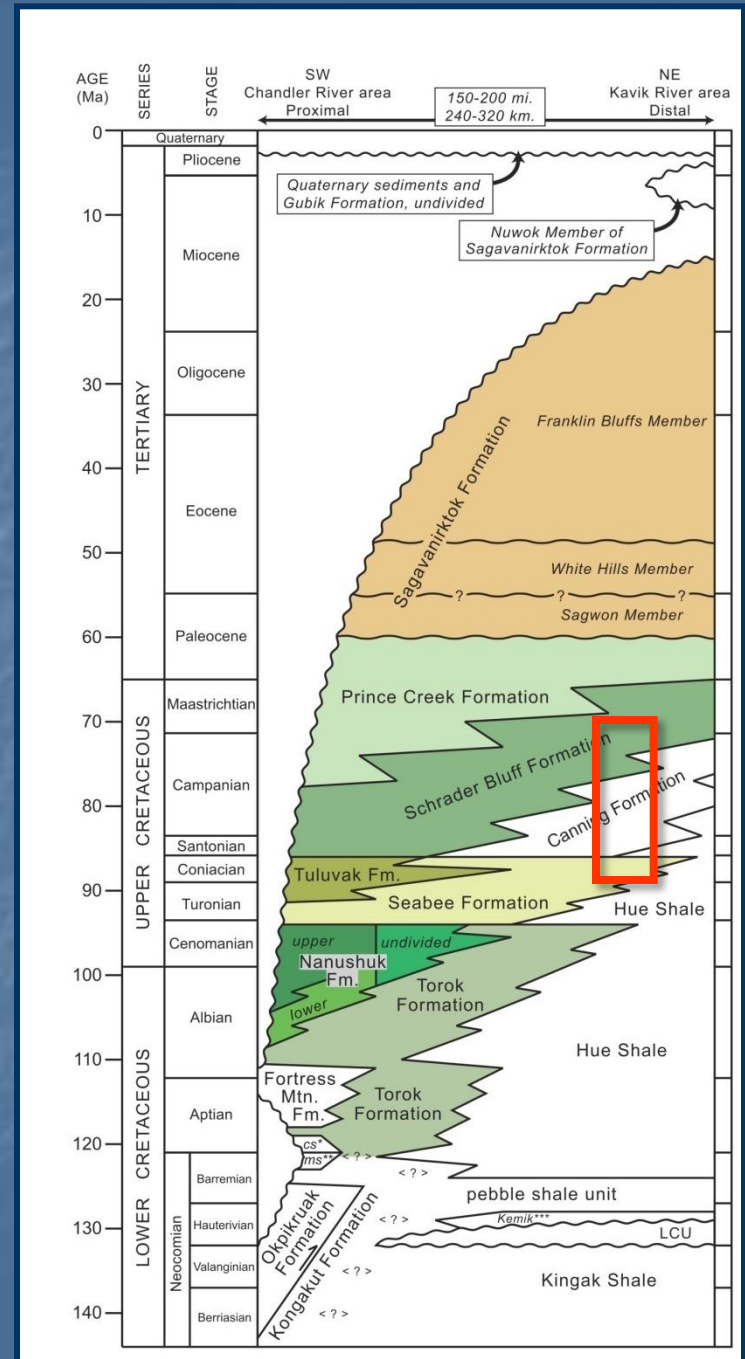 AGE
(Ma)
SERIES
STAGE
SW
Chandler River area
Proximal
150-200 mi.
240-320 km.
NE
Kavik River area
Distal
0
10
20
30
40
50
60
70
80
90
100
110
120
130
140
TERTIARY
UPPER CRETACEOUS
LOWER CRETACEOUS
Neocomian
Quaternary
Pliocene
Miocene
Oligocene
Eocene
Paleocene
Maastrichtian
Campanian
Santonian
Coniacian
Turonian
Cenomanian
Albian
Aptian
Barremian
Hauterivian
Valanginian
Berriasian
Quaternary sediments and
Gubik Formation, undivided
Nuwok Member of
Sagavanirktok Formation
Sagavanirktok Formation
Franklin Bluffs Member
White Hills Member
? ? ?
Sagwon Member
Prince Creek Formation
Schrader Bluff Formation
Canning Formation
Tuluvak Fm.
Seabee Formation
Hue Shale
upper
undivided
Nanushuk
Fm.
lower
Torok
Formation
Hue Shale
Fortress
Mtn.
Fm.
Torok
Formation
cs*
ms**
< ? >
< ? >
pebble shale unit
Okpikruak
Formation
Kongakut Formation
< ? >
Kemik***
LCU
< ? >
Kingak Shale
< ? >